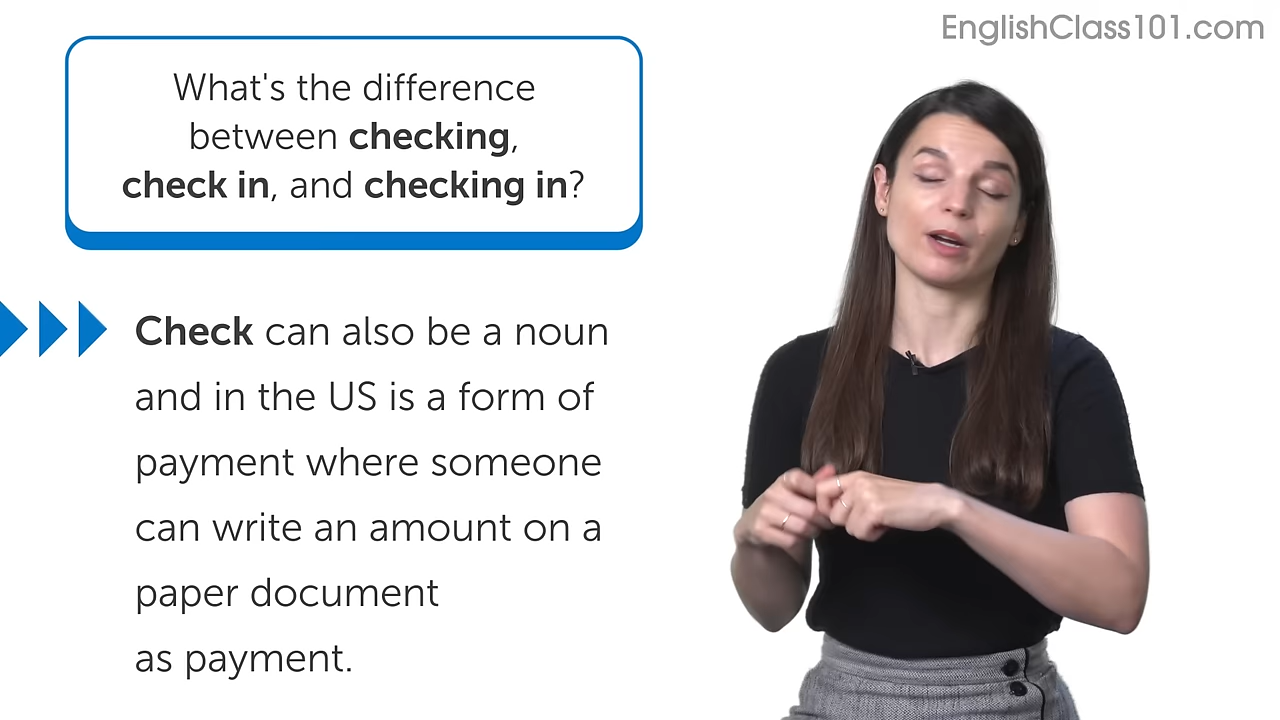 EnglishClass101.com
What's the difference
between checking,
check in, and checking in?
Check can also be a noun
and in the US is a form of
payment where someone
can write an amount on a
paper document
as payment.